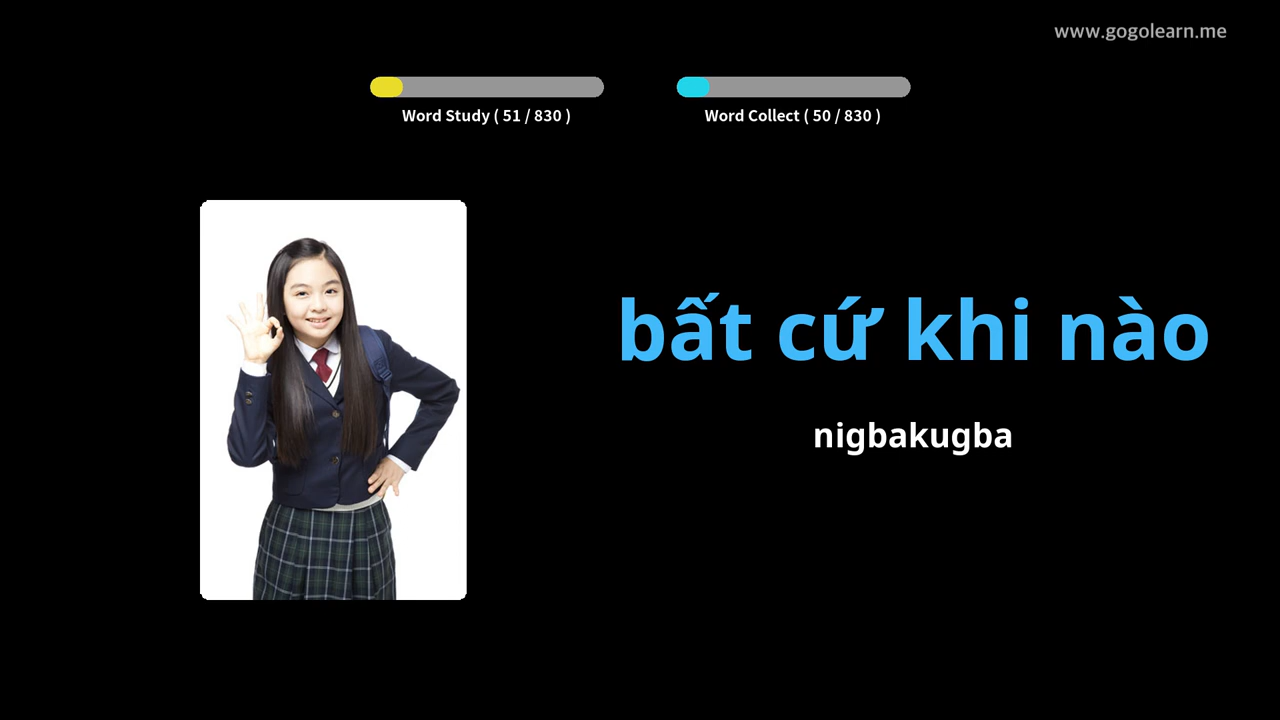 www.gogolearn.me
Word Study ( 51 / 830 )
Word Collect ( 50 / 830 )
bất cứ khi nào
nigbakugba